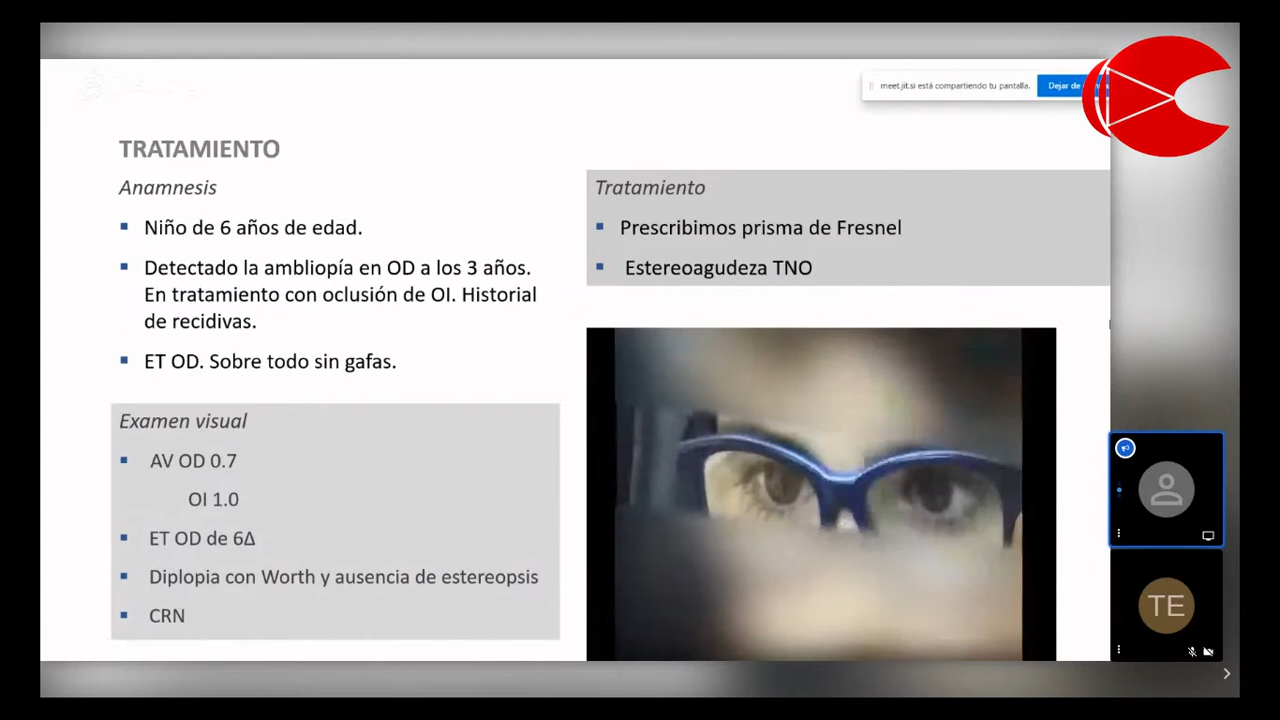 meet.jit.si está compartiendo tu pantalla.
Dejar de
TRATAMIENTO
Anamnesis
Niño de 6 años de edad.
Detectado la ambliopía en OD a los 3 años.
En tratamiento con oclusión de OI. Historial
de recidivas.
ET OD. Sobre todo sin gafas.
Examen visual
AV OD 0.7
OI 1.0
ET OD de 6Δ
Diplopia con Worth y ausencia de estereopsis
CRN
Tratamiento
Prescribimos prisma de Fresnel
Estereoagudeza TNO
TE